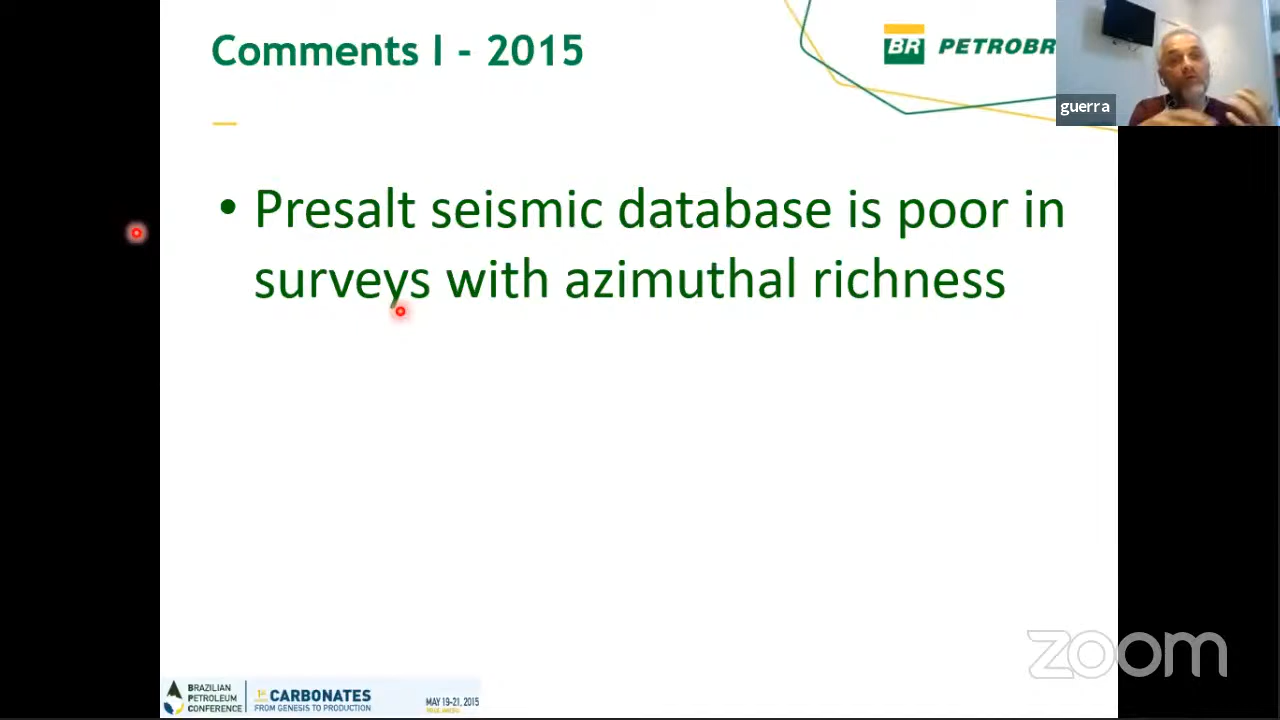 Comments I - 2015
BR PETROBR
guerra
• Presalt seismic database is poor in
surveys with azimuthal richness
zoom
BRAZILIAN
PETROLEUM
CONFERENCE
1st CARBONATES
FROM GENESIS TO PRODUCTION
MAY 19-21, 2015